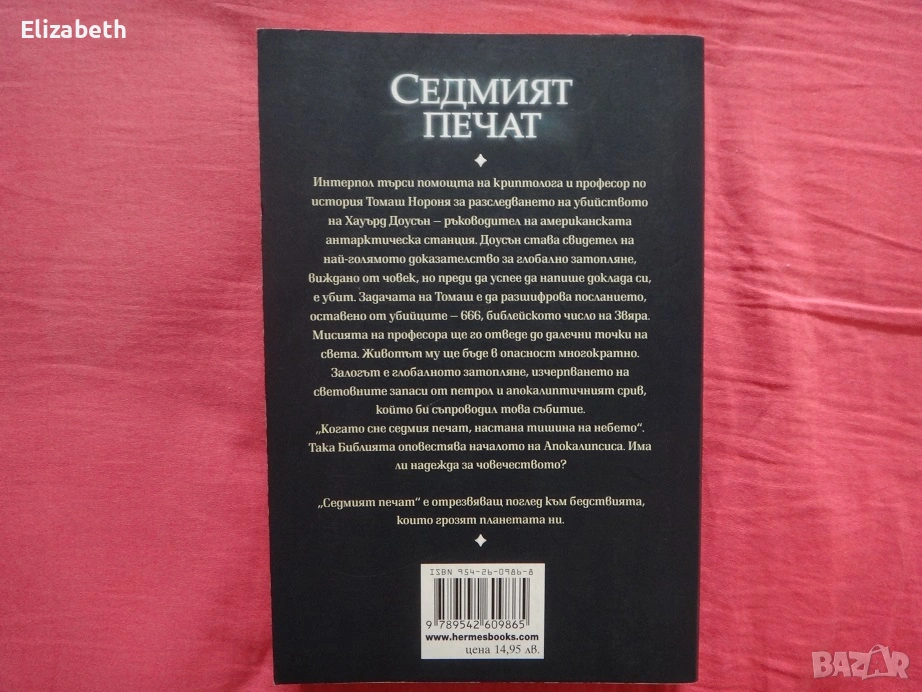 Elizabeth
СЕДМИЯТ
ПЕЧАТ
Интерпол търси помощта на криптолога и професор по
история Томаш Нороня за разследването на убийството
на Хауърд Доусън – ръководител на американската
антарктическа станция. Доусън става свидетел на
най-голямото доказателство за глобално затопляне,
виждано от човек, но преди да успее да напише доклада си,
е убит. Задачата на Томаш е да разшифрова посланието,
оставено от убийците – 666, библейското число на Звяра.
Мисията на професора ще го отведе до далечни точки на
света. Животът му ще бъде в опасност многократно.
Залогът е глобалното затопляне, изчерпването на
световните запаси от петрол и апокалиптичният срив,
който би съпроводил това събитие.
„Когато сне седмия печат, настана тишина на небето“.
Така Библията оповестява началото на Апокалипсиса. Има
ли надежда за човечеството?
„Седмият печат“ е отрезвяващ поглед към бедствията,
които грозят планетата ни.
ISBN 954-26-0986-8
9 789542 609865
www.hermesbooks.com
цена 14,95 лв.
BAZAR